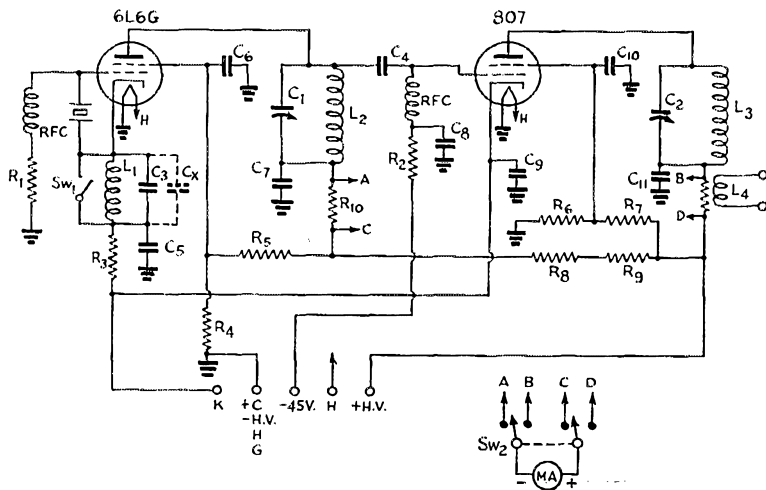 6L6G
807
C6
C4
C10
C1
L2
RFC
C2
L3
H
H
RFC
C8
R1
L1
C3
Cx
Sw1
C7
A
R2
C9
C11
B
L4
R10
R6
R7
D
C5
C
R3
R5
R8
R9
R4
K
+C
-H.V.
H
G
-45V.
H
+H.V.
A B C D
Sw2
- MA +